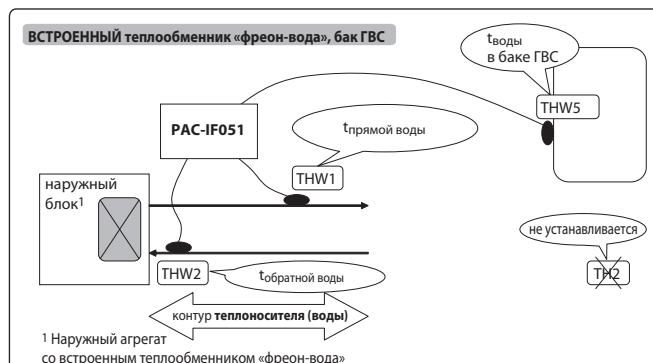 ВСТРОЕННЫЙ теплообменник «фреон-вода», бак ГВС
tводы
в баке ГВС
THW5
PAC-IF051
tпрямой воды
THW1
наружный
блок1
не устанавливается
TH2
THW2
tобратной воды
контур теплоносителя (воды)
1 Наружный агрегат
со встроенным теплообменником «фреон-вода»